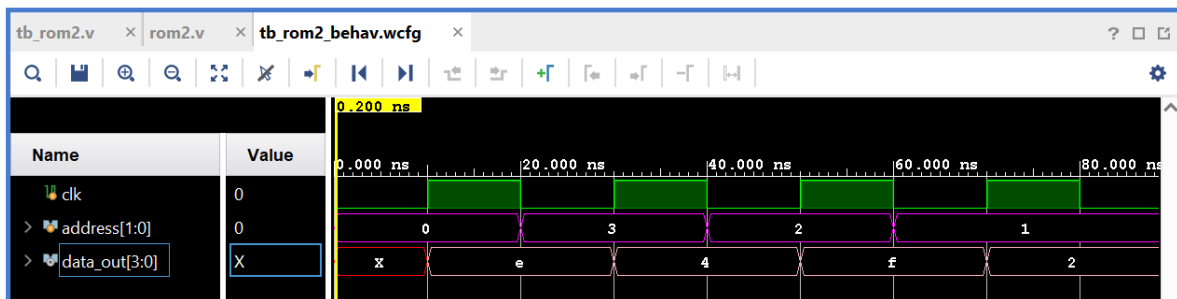 tb_rom2.v × rom2.v × tb_rom2_behav.wcfg × ?
0.200 ns
Name Value
0.000 ns 20.000 ns 40.000 ns 60.000 ns 80.000 ns
clk 0
address[1:0] 0 0 3 2 1
data_out[3:0] X X e 4 f 2